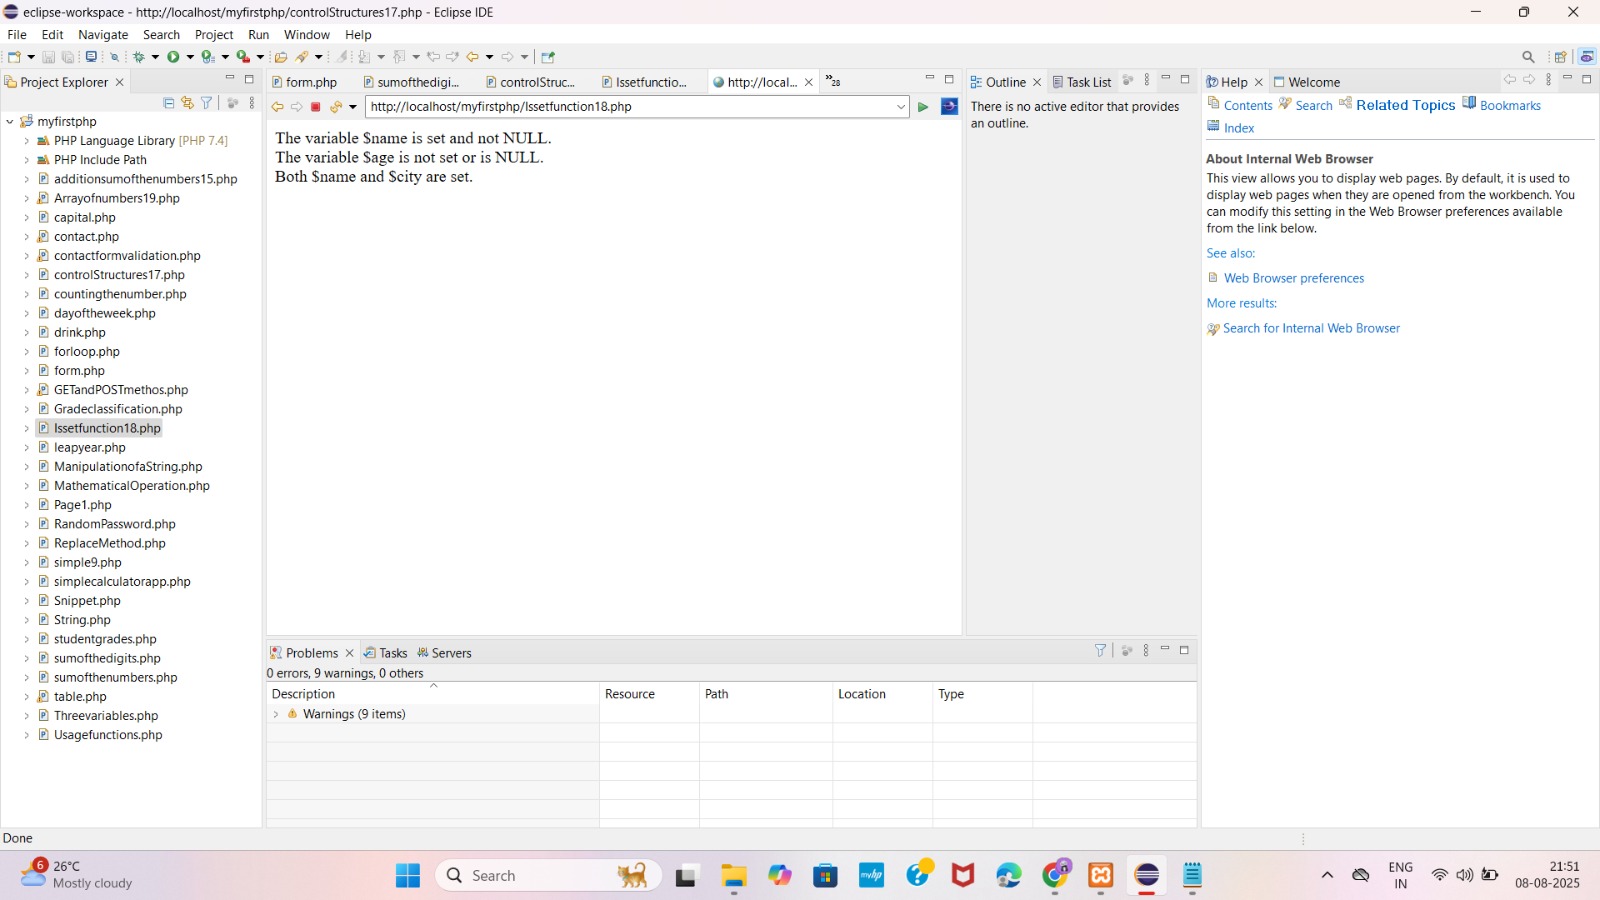 eclipse-workspace - http://localhost/myfirstphp/controlStructures17.php - Eclipse IDE
File Edit Navigate Search Project Run Window Help
Project Explorer
myfirstphp
PHP Language Library [PHP 7.4]
PHP Include Path
additionsumofthenumbers15.php
Arrayofnumbers19.php
capital.php
contact.php
contactformvalidation.php
controlStructures17.php
countingthenumber.php
dayoftheweek.php
drink.php
forloop.php
form.php
GETandPOSTmethos.php
Gradeclassification.php
Issetfunction18.php
leapyear.php
ManipulationofaString.php
MathematicalOperation.php
Page1.php
RandomPassword.php
ReplaceMethod.php
simple9.php
simplecalculatorapp.php
Snippet.php
String.php
studentgrades.php
sumofthedigits.php
sumofthenumbers.php
table.php
Threevariables.php
Usagefunctions.php
form.php sumofthedigi... controlStruc... Issetfunctio... http://local... 28
http://localhost/myfirstphp/Issetfunction18.php
The variable $name is set and not NULL.
The variable $age is not set or is NULL.
Both $name and $city are set.
Outline Task List
There is no active editor that provides
an outline.
Help Welcome
Contents Search Related Topics Bookmarks
Index
About Internal Web Browser
This view allows you to display web pages. By default, it is used to
display web pages when they are opened from the workbench. You
can modify this setting in the Web Browser preferences available
from the link below.
See also:
Web Browser preferences
More results:
Search for Internal Web Browser
Problems Tasks Servers
0 errors, 9 warnings, 0 others
Description Resource Path Location Type
Warnings (9 items)
Done
6 26°C
Mostly cloudy
Search
myhp
ENG
IN
21:51
08-08-2025